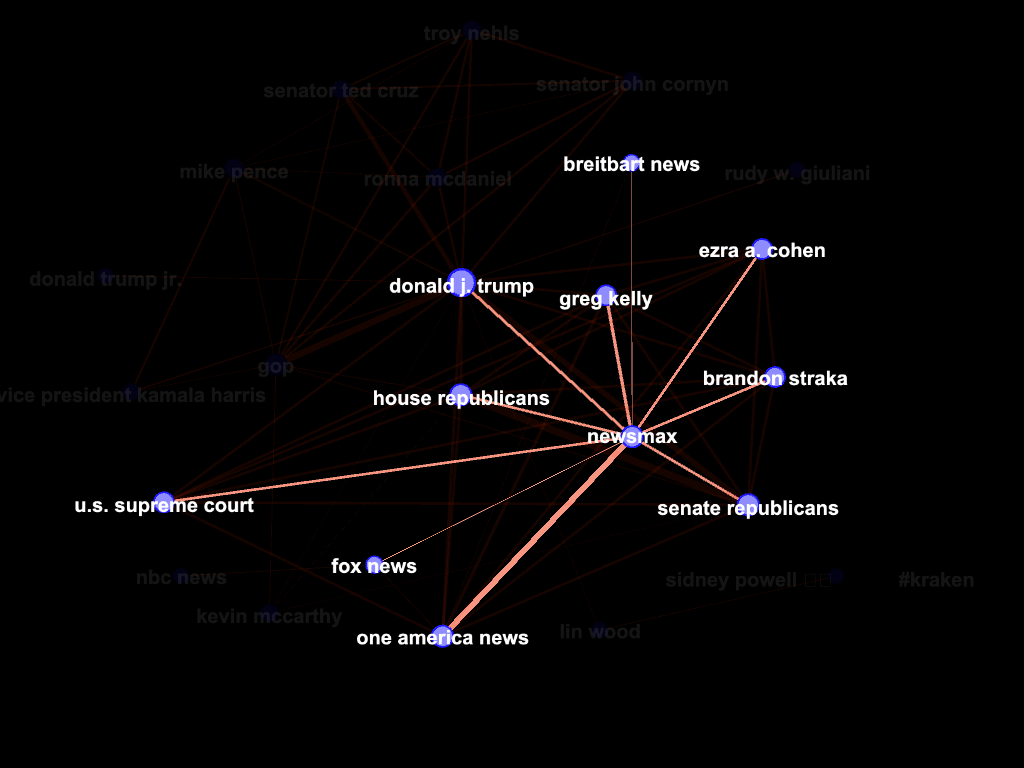 troy nehls
senator ted cruz
senator john cornyn
mike pence
ronna mcdaniel
breitbart news
rudy w. giuliani
ezra a. cohen
donald trump jr.
donald j. trump
greg kelly
gop
brandon straka
vice president kamala harris
house republicans
newsmax
u.s. supreme court
senate republicans
fox news
nbc news
sidney powell □□ #kraken
kevin mccarthy
one america news
lin wood